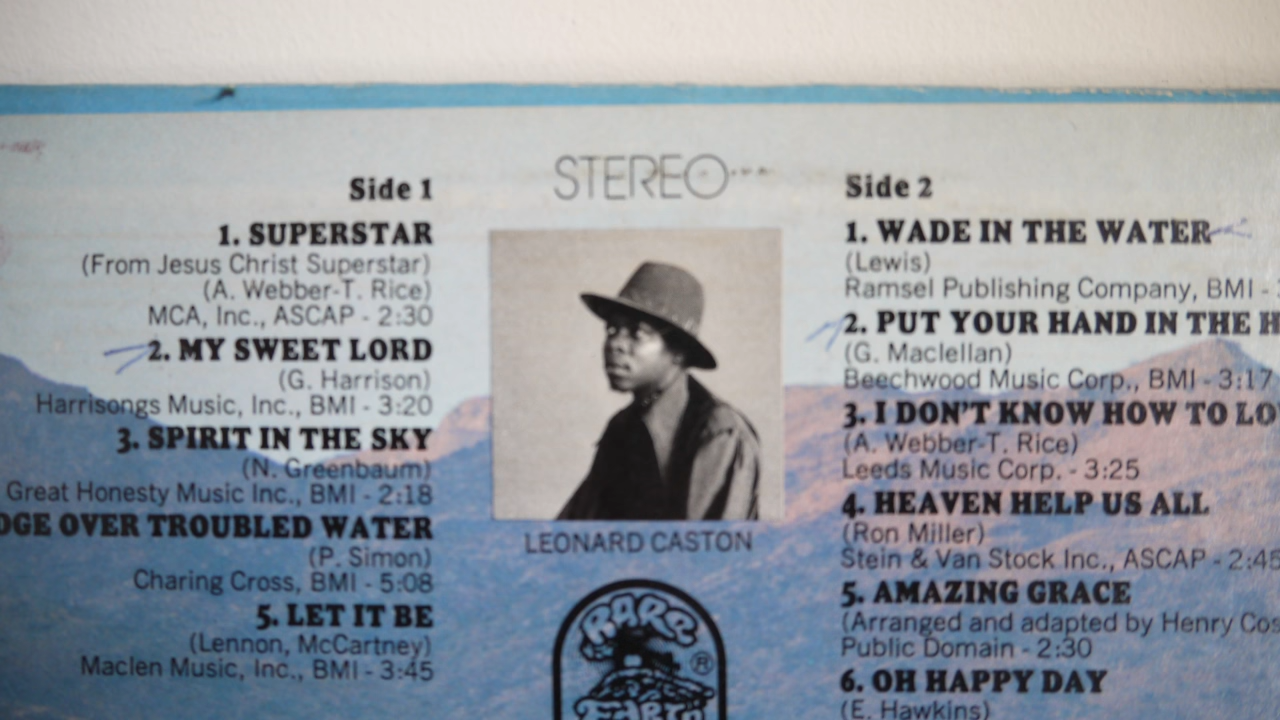 STEREO
Side 1
1. SUPERSTAR
(From Jesus Christ Superstar)
(A. Webber-T. Rice)
MCA, Inc., ASCAP - 2:30
2. MY SWEET LORD
(G. Harrison)
Harrisongs Music, Inc., BMI - 3:20
3. SPIRIT IN THE SKY
(N. Greenbaum)
Great Honesty Music Inc., BMI - 2:18
DGE OVER TROUBLED WATER
(P. Simon)
Charing Cross, BMI - 5:08
5. LET IT BE
(Lennon, McCartney)
Maclen Music, Inc., BMI - 3:45
LEONARD CASTON
RARE
EARTH
®
Side 2
1. WADE IN THE WATER
(Lewis)
Ramsel Publishing Company, BMI -
2. PUT YOUR HAND IN THE H
(G. Maclellan)
Beechwood Music Corp., BMI - 3:17
3. I DON'T KNOW HOW TO LO
(A. Webber-T. Rice)
Leeds Music Corp. - 3:25
4. HEAVEN HELP US ALL
(Ron Miller)
Stein & Van Stock Inc., ASCAP - 2:45
5. AMAZING GRACE
(Arranged and adapted by Henry Cos
Public Domain - 2:30
6. OH HAPPY DAY
(E. Hawkins)